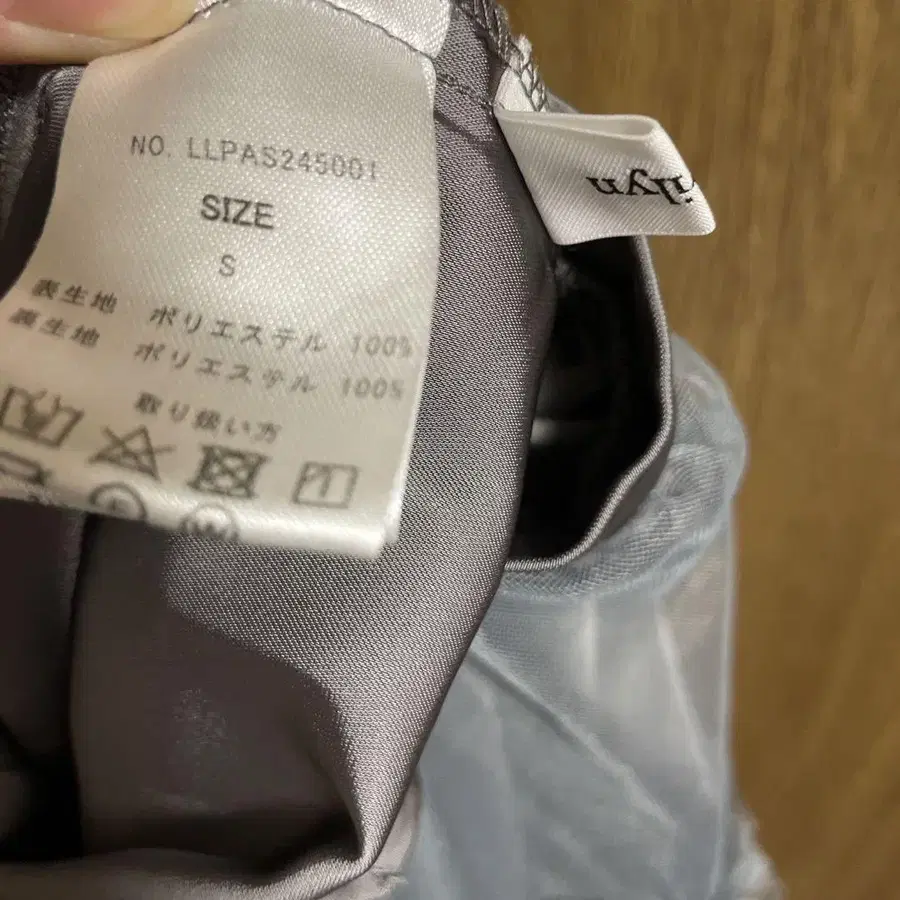 NO. LLPAS245001
SIZE
S
表生地 ポリエステル 100%
裏生地 ポリエステル 100%
取り扱い方
W
ilyn